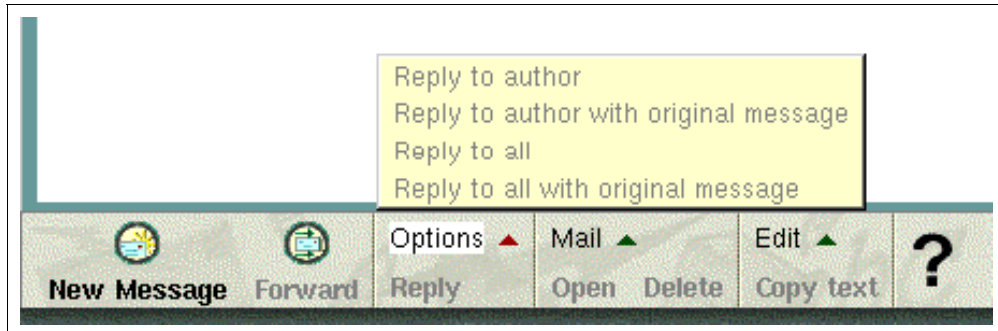 Reply to author
Reply to author with original message
Reply to all
Reply to all with original message
Options Mail Edit ?
New Message Forward Reply Open Delete Copy text